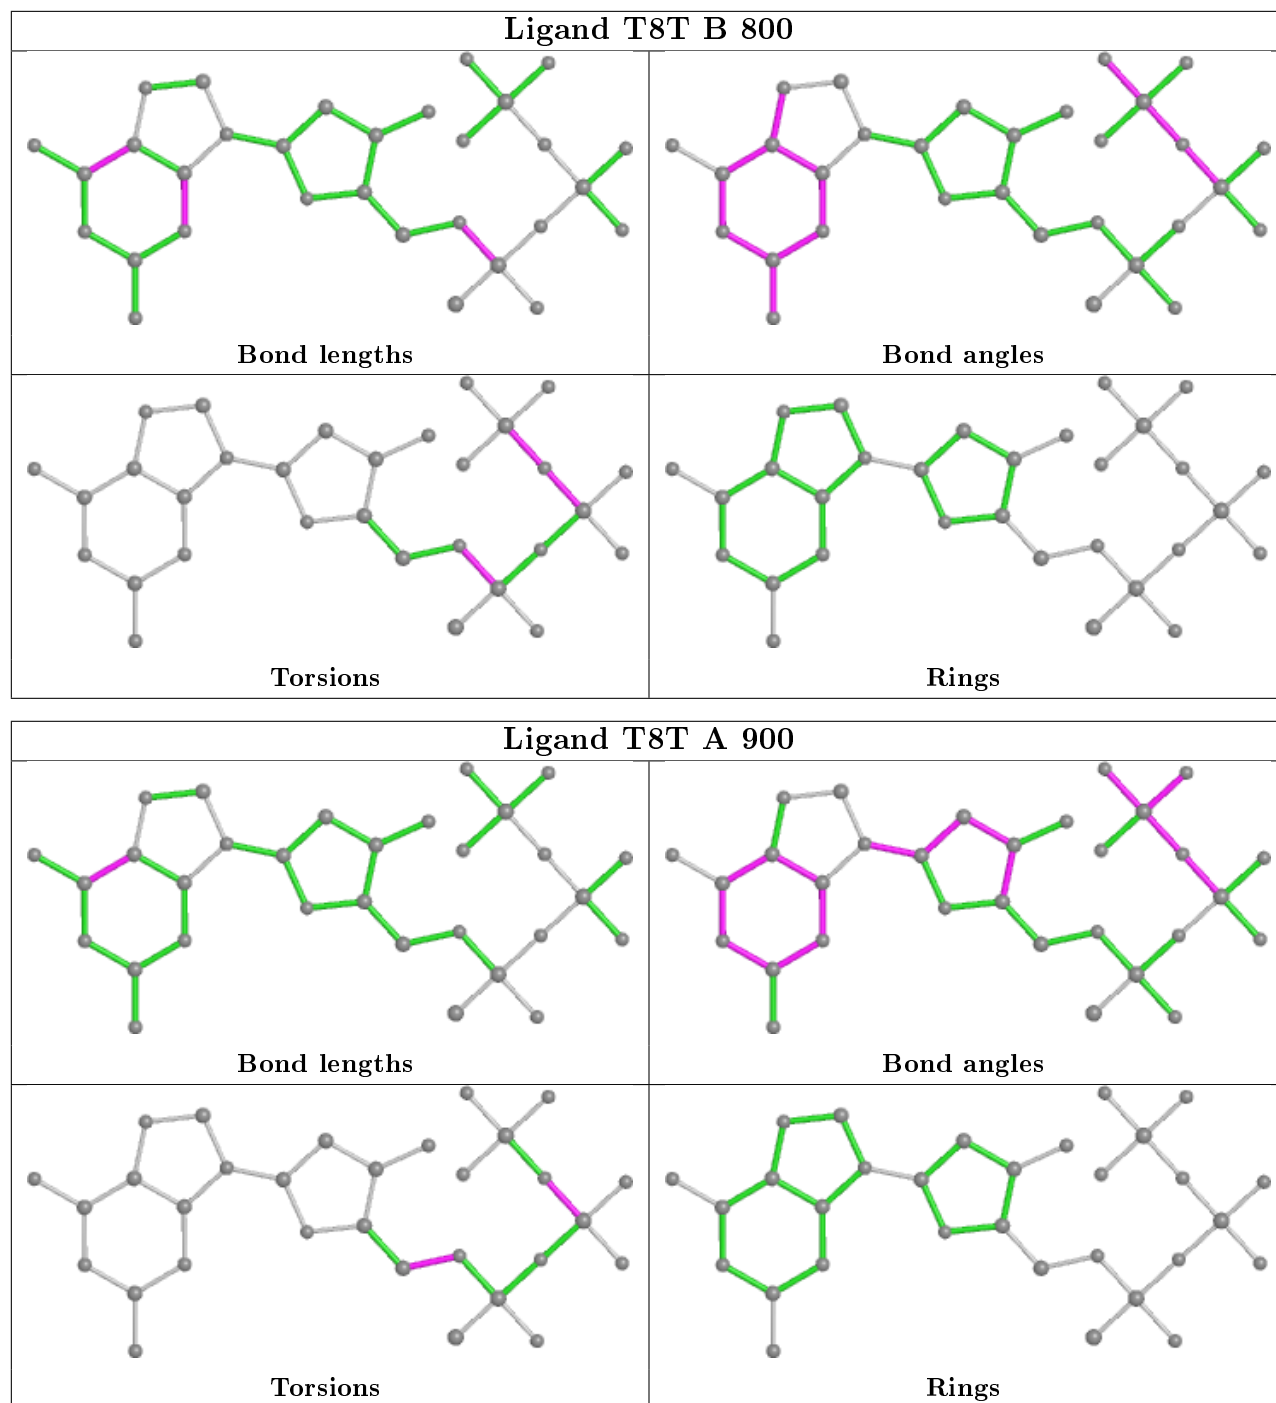 Ligand T8T B 800
Bond lengths
Bond angles
Torsions
Rings
Ligand T8T A 900
Bond lengths
Bond angles
Torsions
Rings